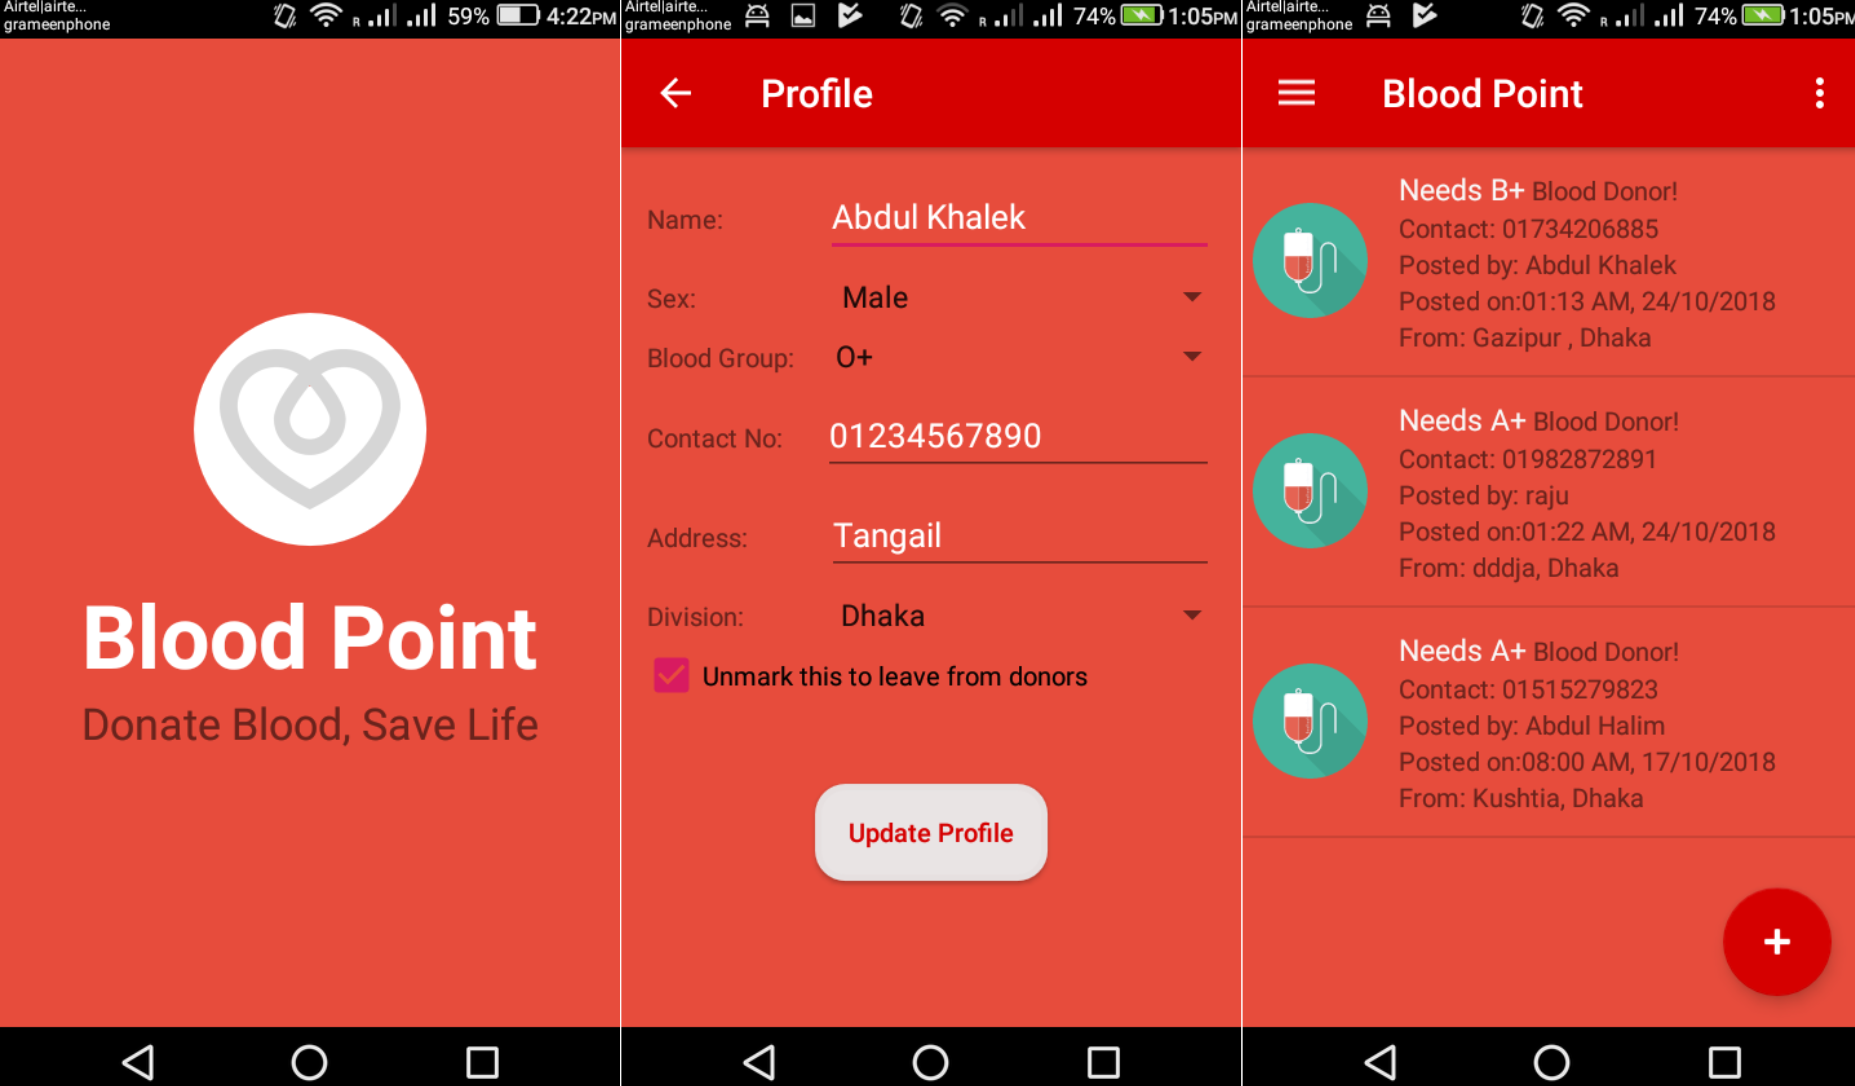 Airtel|airte...
grameenphone
R
59%
4:22PM
Blood Point
Donate Blood, Save Life
Airtel|airte...
grameenphone
R
74%
1:05PM
Profile
Name: Abdul Khalek
Sex: Male
Blood Group: O+
Contact No: 01234567890
Address: Tangail
Division: Dhaka
Unmark this to leave from donors
Update Profile
Airtel|airte...
grameenphone
R
74%
1:05PM
Blood Point
Needs B+ Blood Donor!
Contact: 01734206885
Posted by: Abdul Khalek
Posted on:01:13 AM, 24/10/2018
From: Gazipur , Dhaka
Needs A+ Blood Donor!
Contact: 01982872891
Posted by: raju
Posted on:01:22 AM, 24/10/2018
From: dddja, Dhaka
Needs A+ Blood Donor!
Contact: 01515279823
Posted by: Abdul Halim
Posted on:08:00 AM, 17/10/2018
From: Kushtia, Dhaka
+